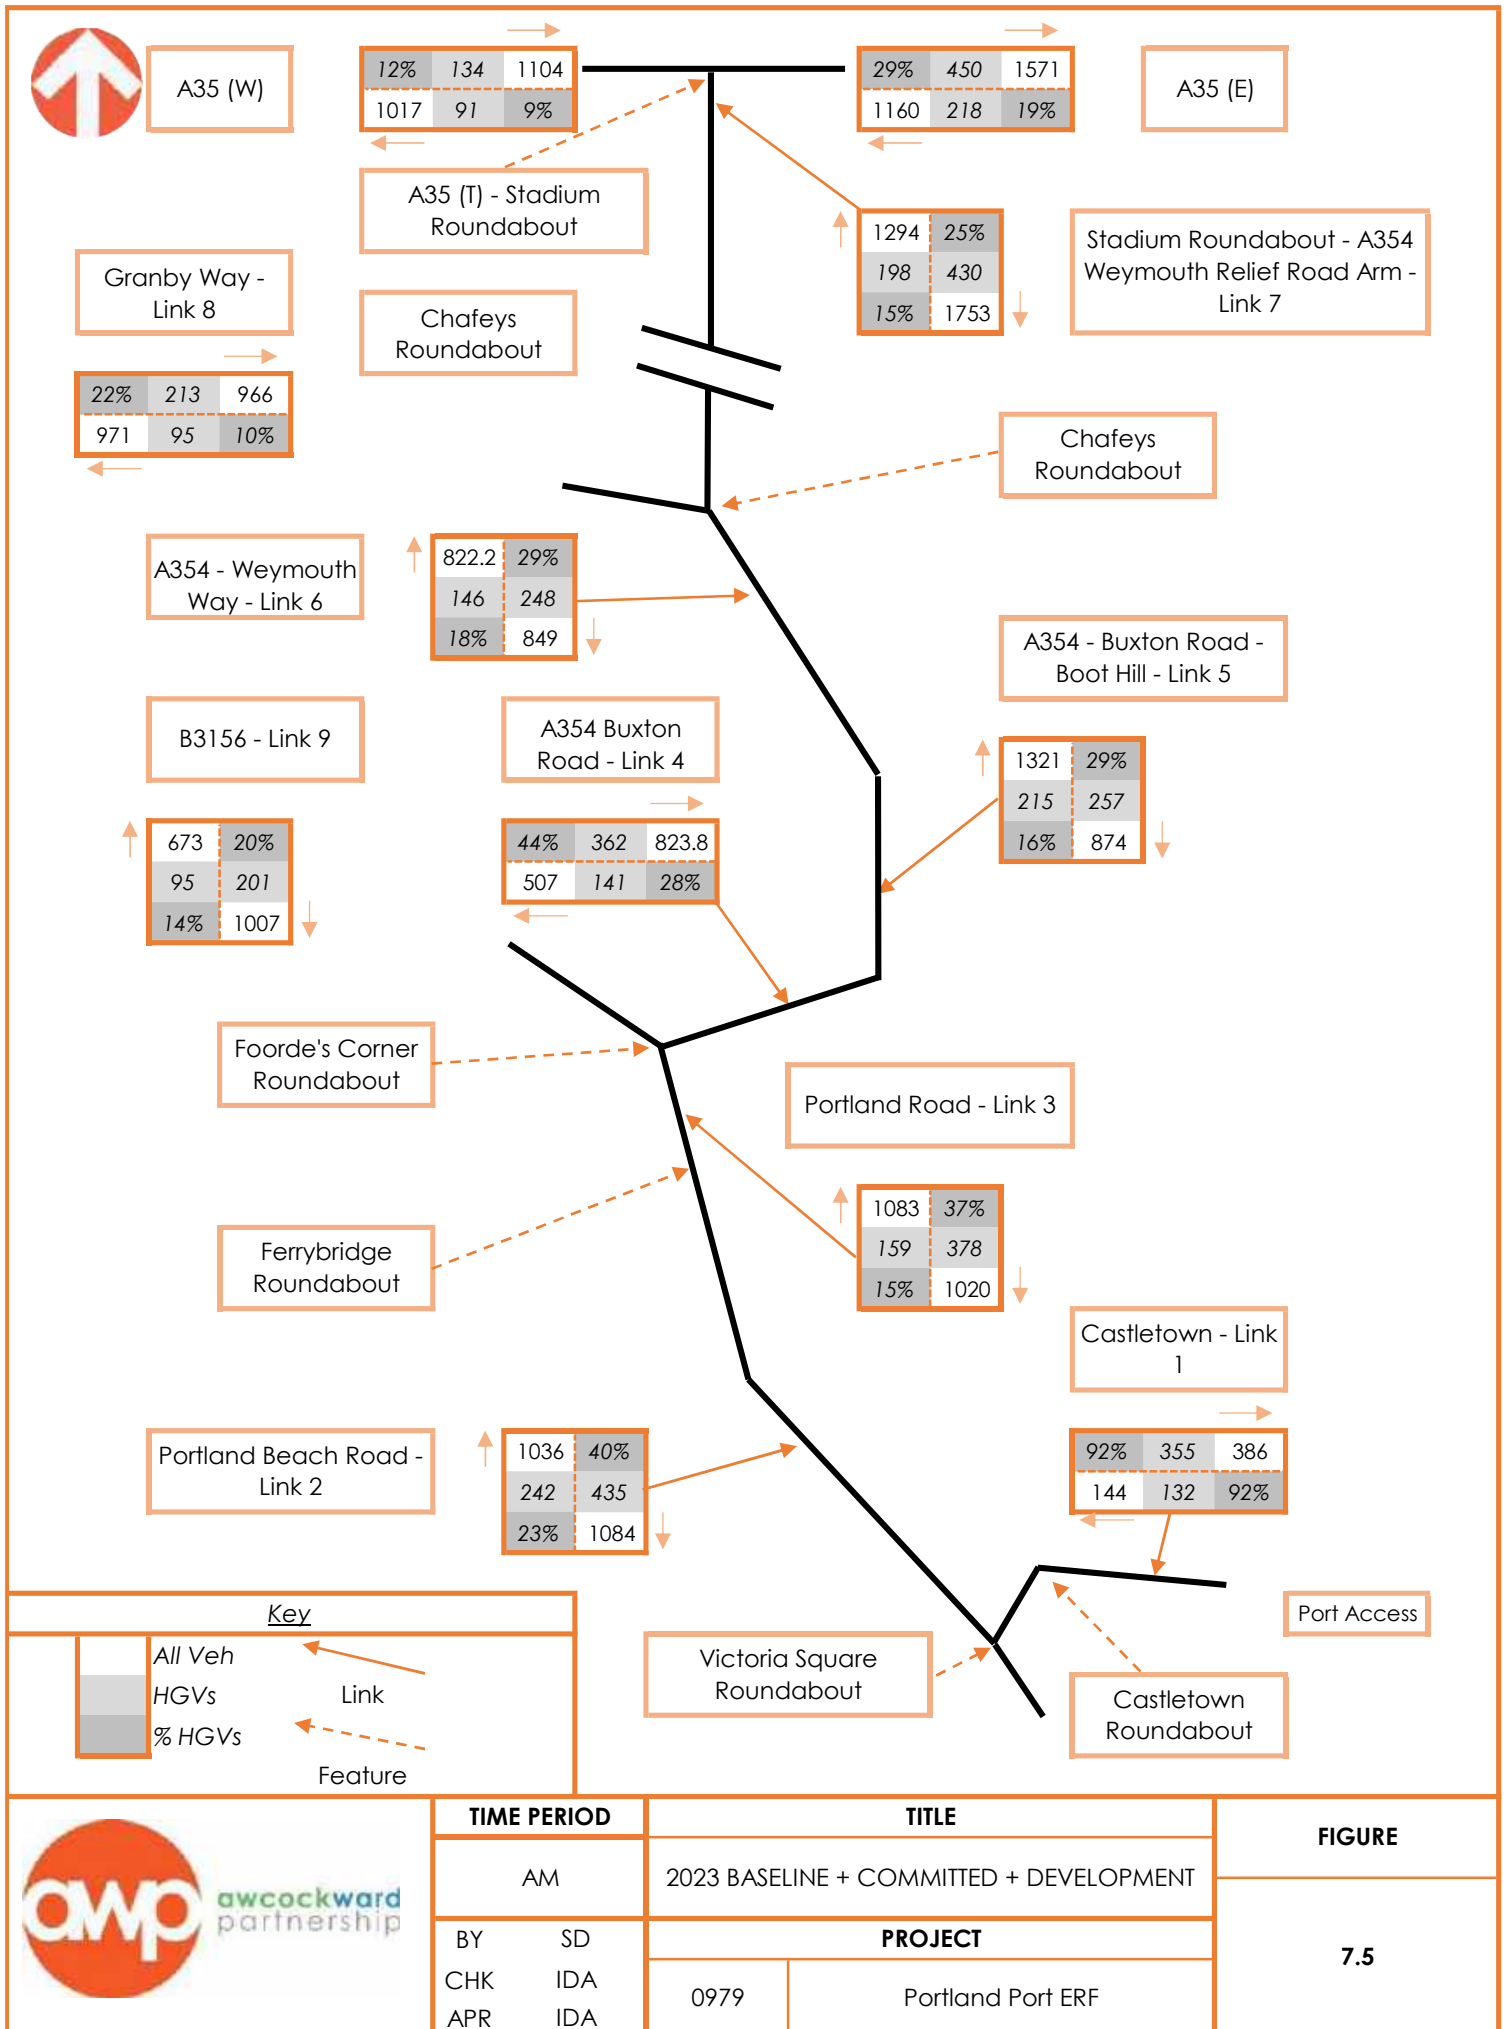 A35 (W)
12% 134 1104
1017 91 9%
29% 450 1571
1160 218 19%
A35 (E)
A35 (T) - Stadium
Roundabout
1294 25%
198 430
15% 1753
Stadium Roundabout - A354
Weymouth Relief Road Arm -
Link 7
Granby Way -
Link 8
Chafeys
Roundabout
22% 213 966
971 95 10%
Chafeys
Roundabout
A354 - Weymouth
Way - Link 6
822.2 29%
146 248
18% 849
A354 - Buxton Road -
Boot Hill - Link 5
B3156 - Link 9
A354 Buxton
Road - Link 4
1321 29%
215 257
16% 874
673 20%
95 201
14% 1007
44% 362 823.8
507 141 28%
Foorde's Corner
Roundabout
Portland Road - Link 3
1083 37%
159 378
15% 1020
Ferrybridge
Roundabout
Castletown - Link
1
Portland Beach Road -
Link 2
1036 40%
242 435
23% 1084
92% 355 386
144 132 92%
Port Access
Victoria Square
Roundabout
Castletown
Roundabout
Key
All Veh
HGVs
% HGVs
Link
Feature
awp
awcockward
partnership
TIME PERIOD
AM
BY SD
CHK IDA
APR IDA
TITLE
2023 BASELINE + COMMITTED + DEVELOPMENT
PROJECT
0979 Portland Port ERF
FIGURE
7.5